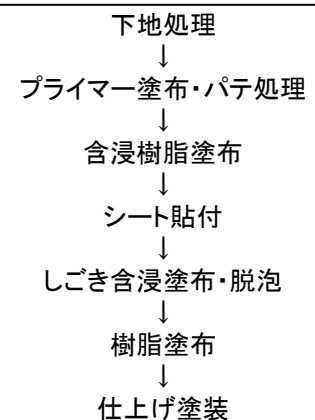 下地処理
↓
プライマー塗布・パテ処理
↓
含浸樹脂塗布
↓
シート貼付
↓
しごき含浸塗布・脱泡
↓
樹脂塗布
↓
仕上げ塗装